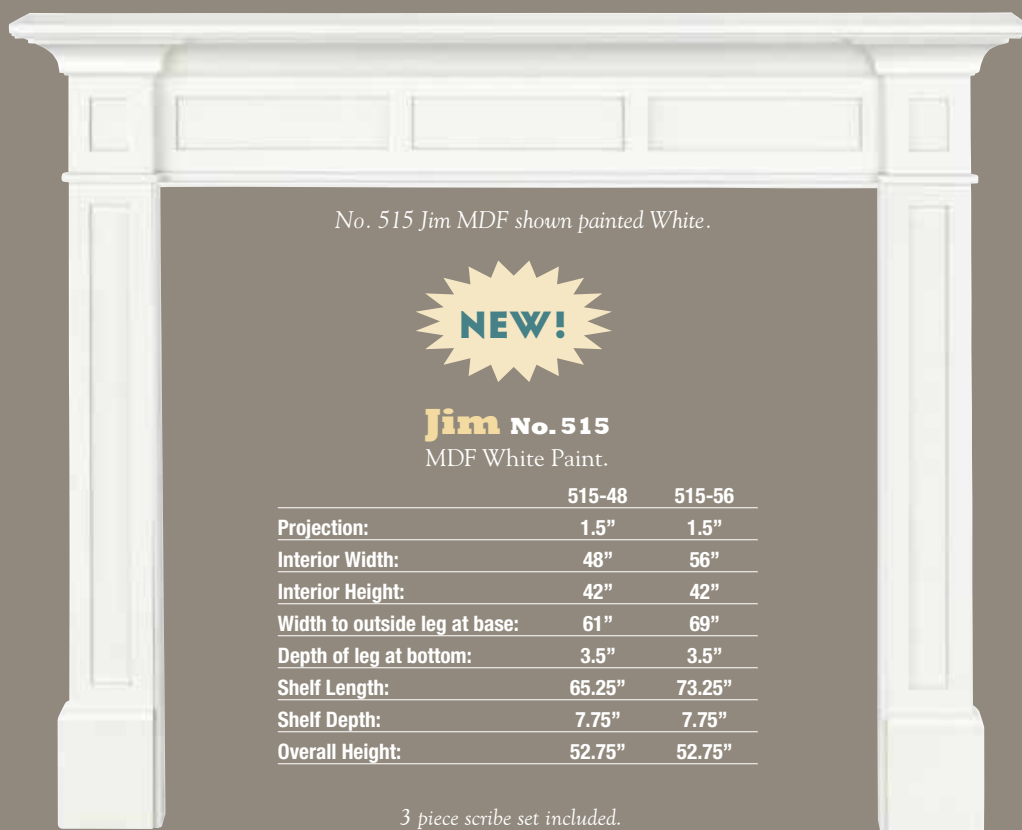 No. 515 Jim MDF shown painted White.
NEW!
Jim No. 515
MDF White Paint.
515-48 515-56
Projection: 1.5” 1.5”
Interior Width: 48” 56”
Interior Height: 42” 42”
Width to outside leg at base: 61” 69”
Depth of leg at bottom: 3.5” 3.5”
Shelf Length: 65.25” 73.25”
Shelf Depth: 7.75” 7.75”
Overall Height: 52.75” 52.75”
3 piece scribe set included.